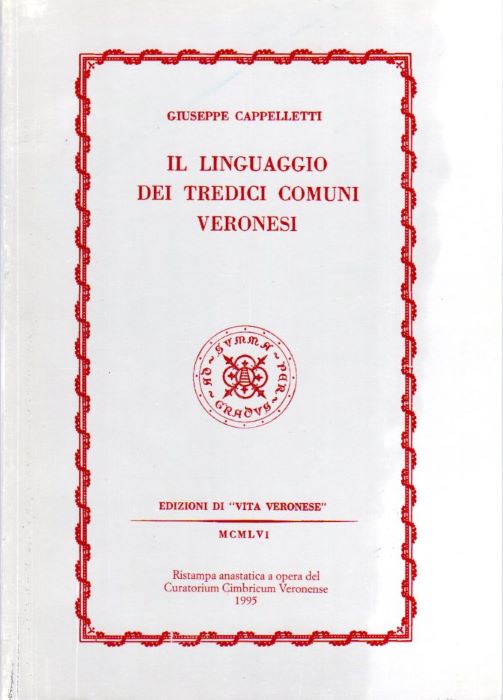 GIUSEPPE CAPPELLETTI
IL LINGUAGGIO
DEI TREDICI COMUNI
VERONESI
AD ~ SVMMA ~ PER ~ GRADVS ~
EDIZIONI DI "VITA VERONESE"
MCMLVI
Ristampa anastatica a opera del
Curatorium Cimbricum Veronense
1995